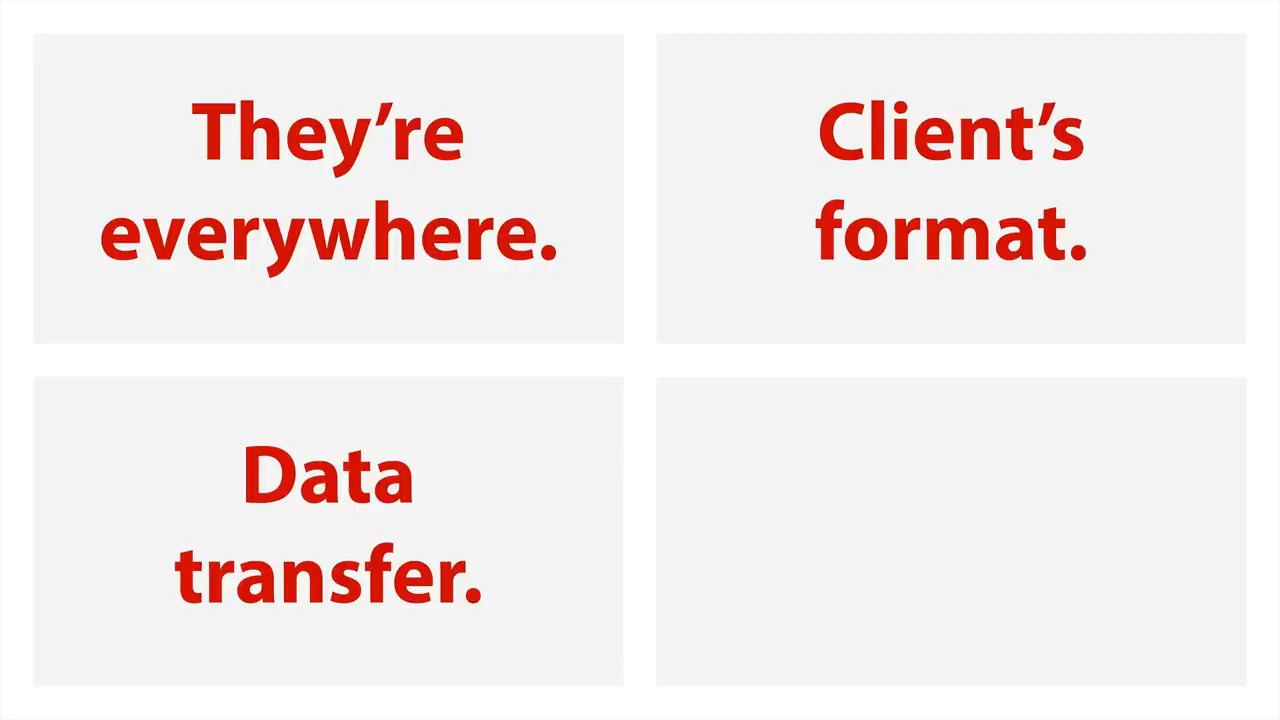 They’re
everywhere.
Client’s
format.
Data
transfer.